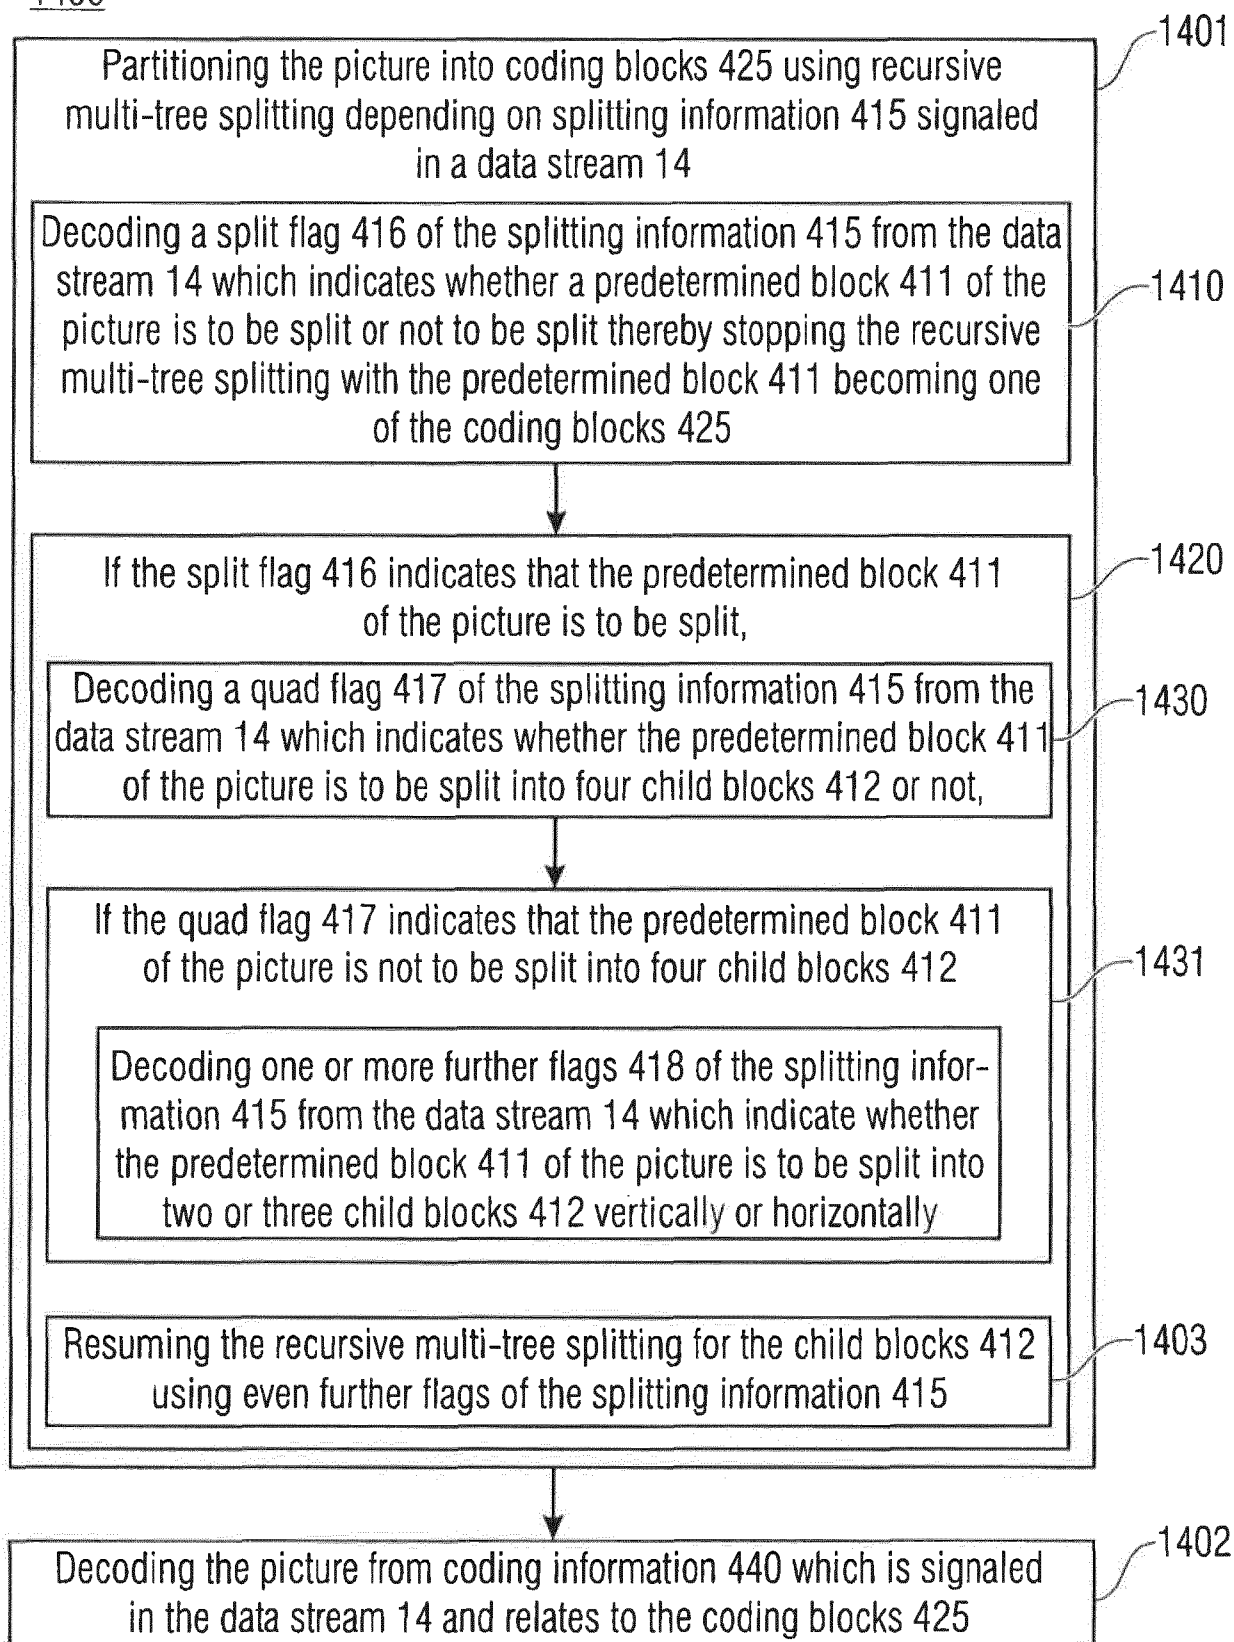 1401
Partitioning the picture into coding blocks 425 using recursive
multi-tree splitting depending on splitting information 415 signaled
in a data stream 14
Decoding a split flag 416 of the splitting information 415 from the data
stream 14 which indicates whether a predetermined block 411 of the
picture is to be split or not to be split thereby stopping the recursive
multi-tree splitting with the predetermined block 411 becoming one
of the coding blocks 425
1410
If the split flag 416 indicates that the predetermined block 411
of the picture is to be split,
1420
Decoding a quad flag 417 of the splitting information 415 from the
data stream 14 which indicates whether the predetermined block 411
of the picture is to be split into four child blocks 412 or not,
1430
If the quad flag 417 indicates that the predetermined block 411
of the picture is not to be split into four child blocks 412
1431
Decoding one or more further flags 418 of the splitting infor-
mation 415 from the data stream 14 which indicate whether
the predetermined block 411 of the picture is to be split into
two or three child blocks 412 vertically or horizontally
Resuming the recursive multi-tree splitting for the child blocks 412
using even further flags of the splitting information 415
1403
Decoding the picture from coding information 440 which is signaled
in the data stream 14 and relates to the coding blocks 425
1402